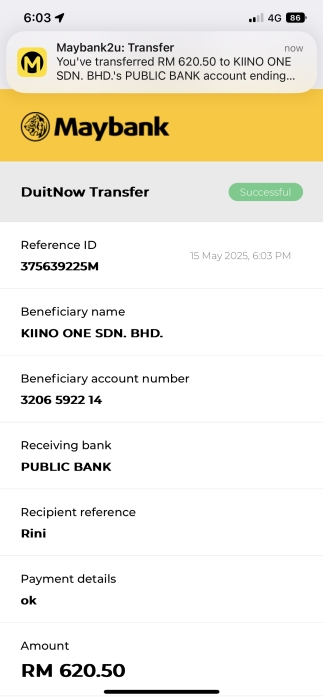 6:03
4G 86
Maybank2u: Transfer now
You've transferred RM 620.50 to KIINO ONE
SDN. BHD.'s PUBLIC BANK account ending...
Maybank
DuitNow Transfer Successful
Reference ID
375639225M
15 May 2025, 6:03 PM
Beneficiary name
KIINO ONE SDN. BHD.
Beneficiary account number
3206 5922 14
Receiving bank
PUBLIC BANK
Recipient reference
Rini
Payment details
ok
Amount
RM 620.50